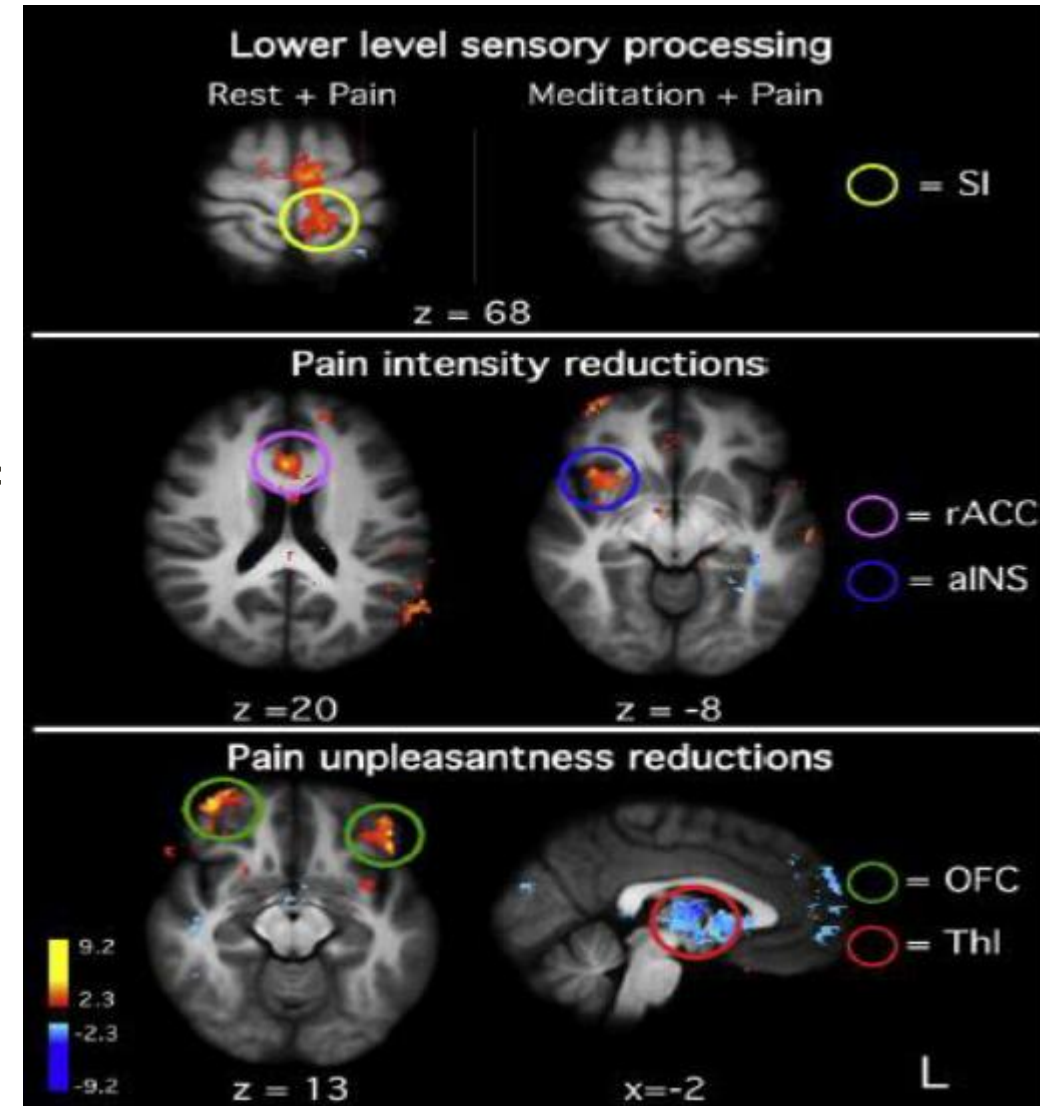 Lower level sensory processing
Rest + Pain
Meditation + Pain
= SI
z = 68
Pain intensity reductions
= rACC
= aINS
z =20
z = -8
Pain unpleasantness reductions
= OFC
= Thl
9.2
2.3
-2.3
-9.2
z = 13
x=-2
L